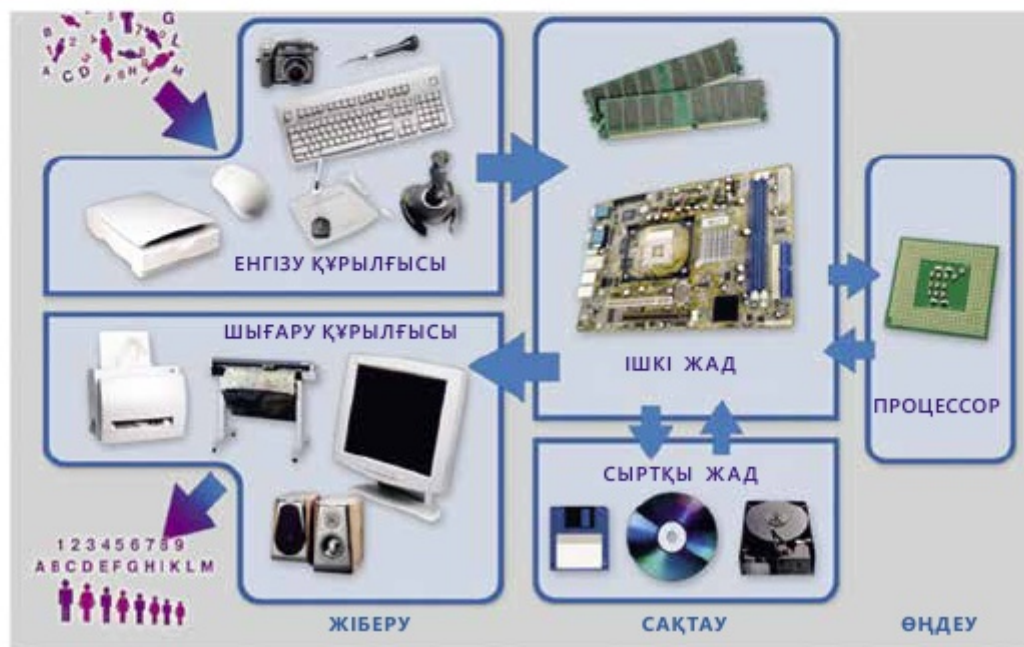 ЕНГІЗУ ҚҰРЫЛҒЫСЫ
ШЫҒАРУ ҚҰРЫЛҒЫСЫ
ІШКІ ЖАД
ПРОЦЕССОР
СЫРТҚЫ ЖАД
1 2 3 4 5 6 7 8 9
A B C D E F G H I K L M
ЖІБЕРУ
САҚТАУ
ӨҢДЕУ